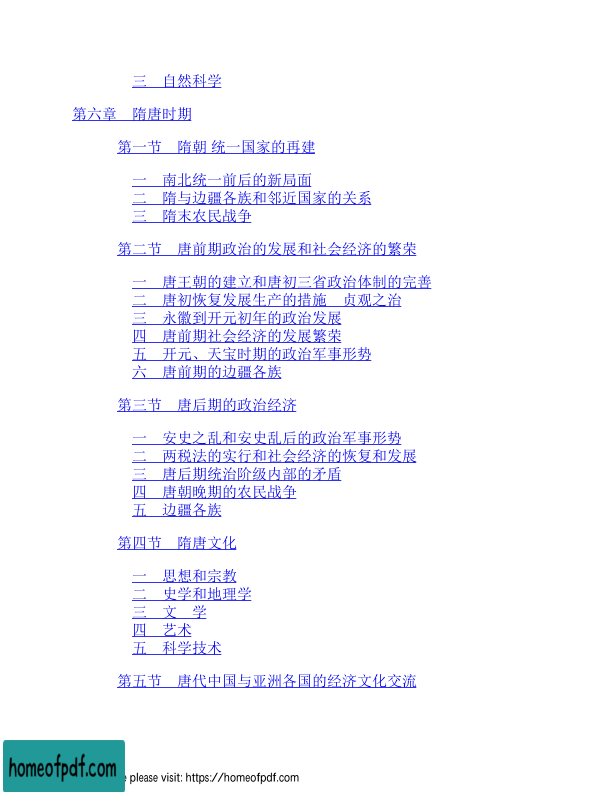 三　自然科学
第六章　隋唐时期
第一节　隋朝 统一国家的再建
一　南北统一前后的新局面
二　隋与边疆各族和邻近国家的关系
三　隋末农民战争
第二节　唐前期政治的发展和社会经济的繁荣
一　唐王朝的建立和唐初三省政治体制的完善
二　唐初恢复发展生产的措施　贞观之治
三　永徽到开元初年的政治发展
四　唐前期社会经济的发展繁荣
五　开元、天宝时期的政治军事形势
六　唐前期的边疆各族
第三节　唐后期的政治经济
一　安史之乱和安史乱后的政治军事形势
二　两税法的实行和社会经济的恢复和发展
三　唐后期统治阶级内部的矛盾
四　唐朝晚期的农民战争
五　边疆各族
第四节　隋唐文化
一　思想和宗教
二　史学和地理学
三　文　学
四　艺术
五　科学技术
第五节　唐代中国与亚洲各国的经济文化交流
homeofpdf.com
please visit: https://homeofpdf.com